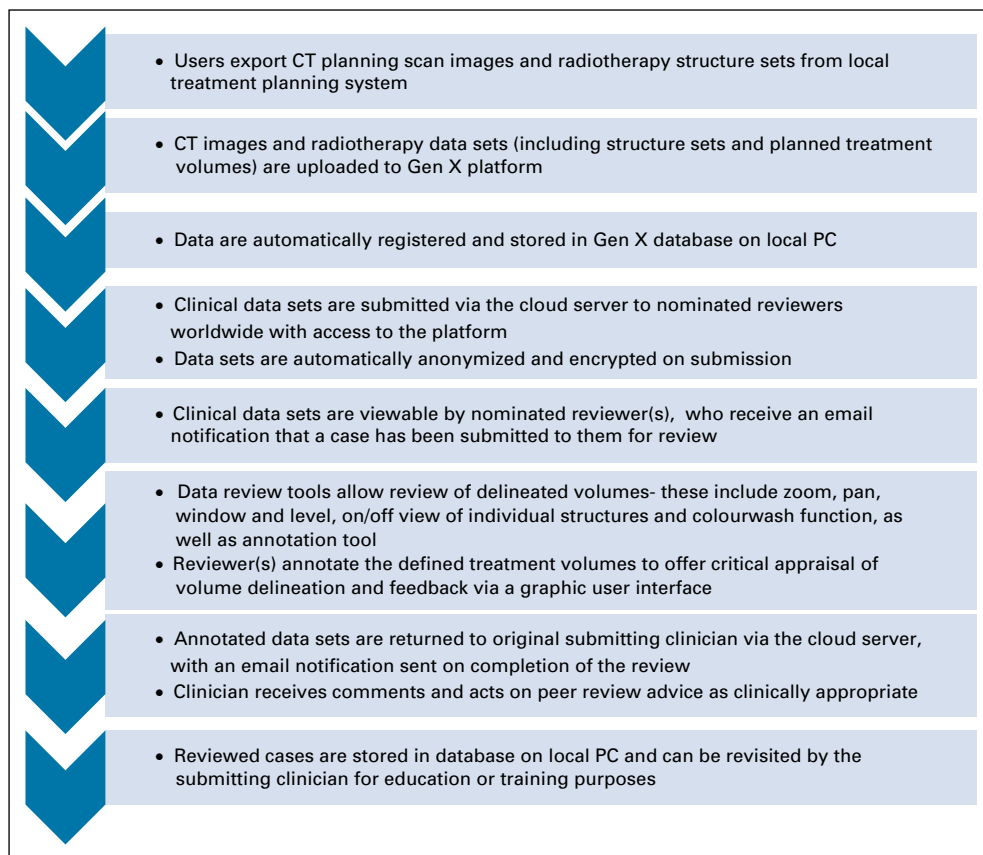 • Users export CT planning scan images and radiotherapy structure sets from local
treatment planning system
• CT images and radiotherapy data sets (including structure sets and planned treatment
volumes) are uploaded to Gen X platform
• Data are automatically registered and stored in Gen X database on local PC
• Clinical data sets are submitted via the cloud server to nominated reviewers
worldwide with access to the platform
• Data sets are automatically anonymized and encrypted on submission
• Clinical data sets are viewable by nominated reviewer(s), who receive an email
notification that a case has been submitted to them for review
• Data review tools allow review of delineated volumes- these include zoom, pan,
window and level, on/off view of individual structures and colourwash function, as
well as annotation tool
• Reviewer(s) annotate the defined treatment volumes to offer critical appraisal of
volume delineation and feedback via a graphic user interface
• Annotated data sets are returned to original submitting clinician via the cloud server,
with an email notification sent on completion of the review
• Clinician receives comments and acts on peer review advice as clinically appropriate
• Reviewed cases are stored in database on local PC and can be revisited by the
submitting clinician for education or training purposes